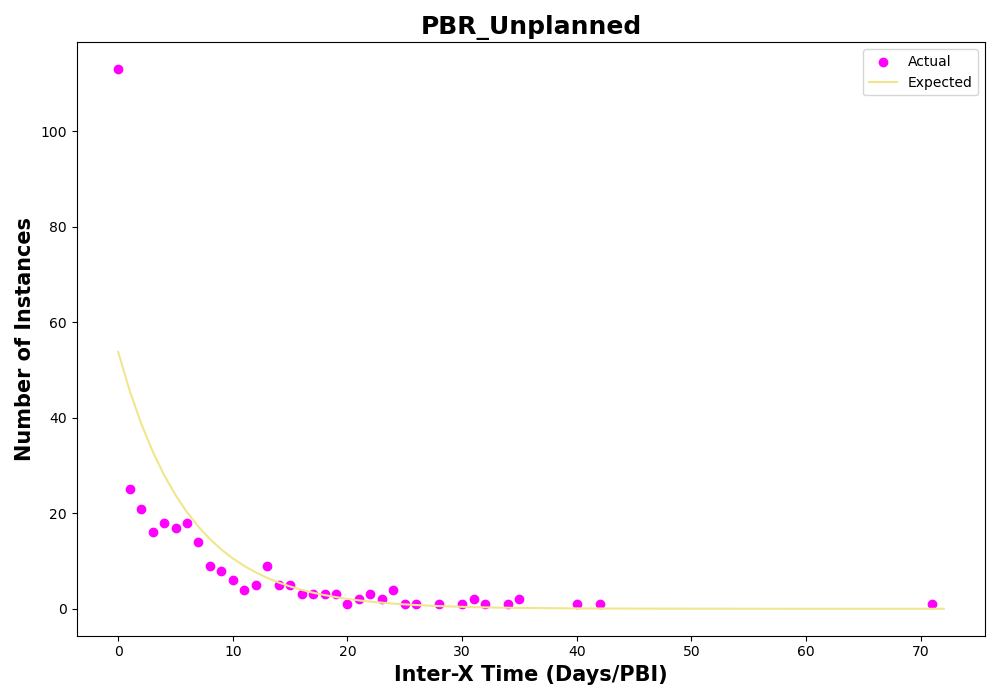 PBR_Unplanned
Actual
Expected
100
80
60
40
20
0
Number of Instances
0 10 20 30 40 50 60 70
Inter-X Time (Days/PBI)